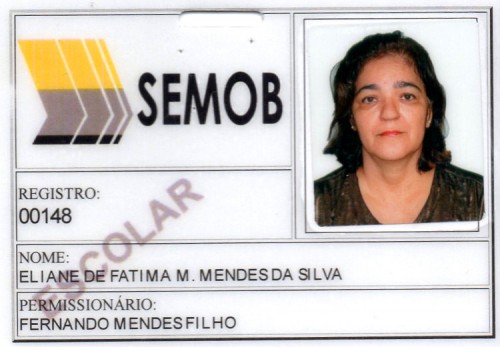 SEMOB
REGISTRO:
00148
ESCOLAR
NOME:
ELIANE DE FATIMA M. MENDES DA SILVA
PERMISSIONÁRIO:
FERNANDO MENDES FILHO